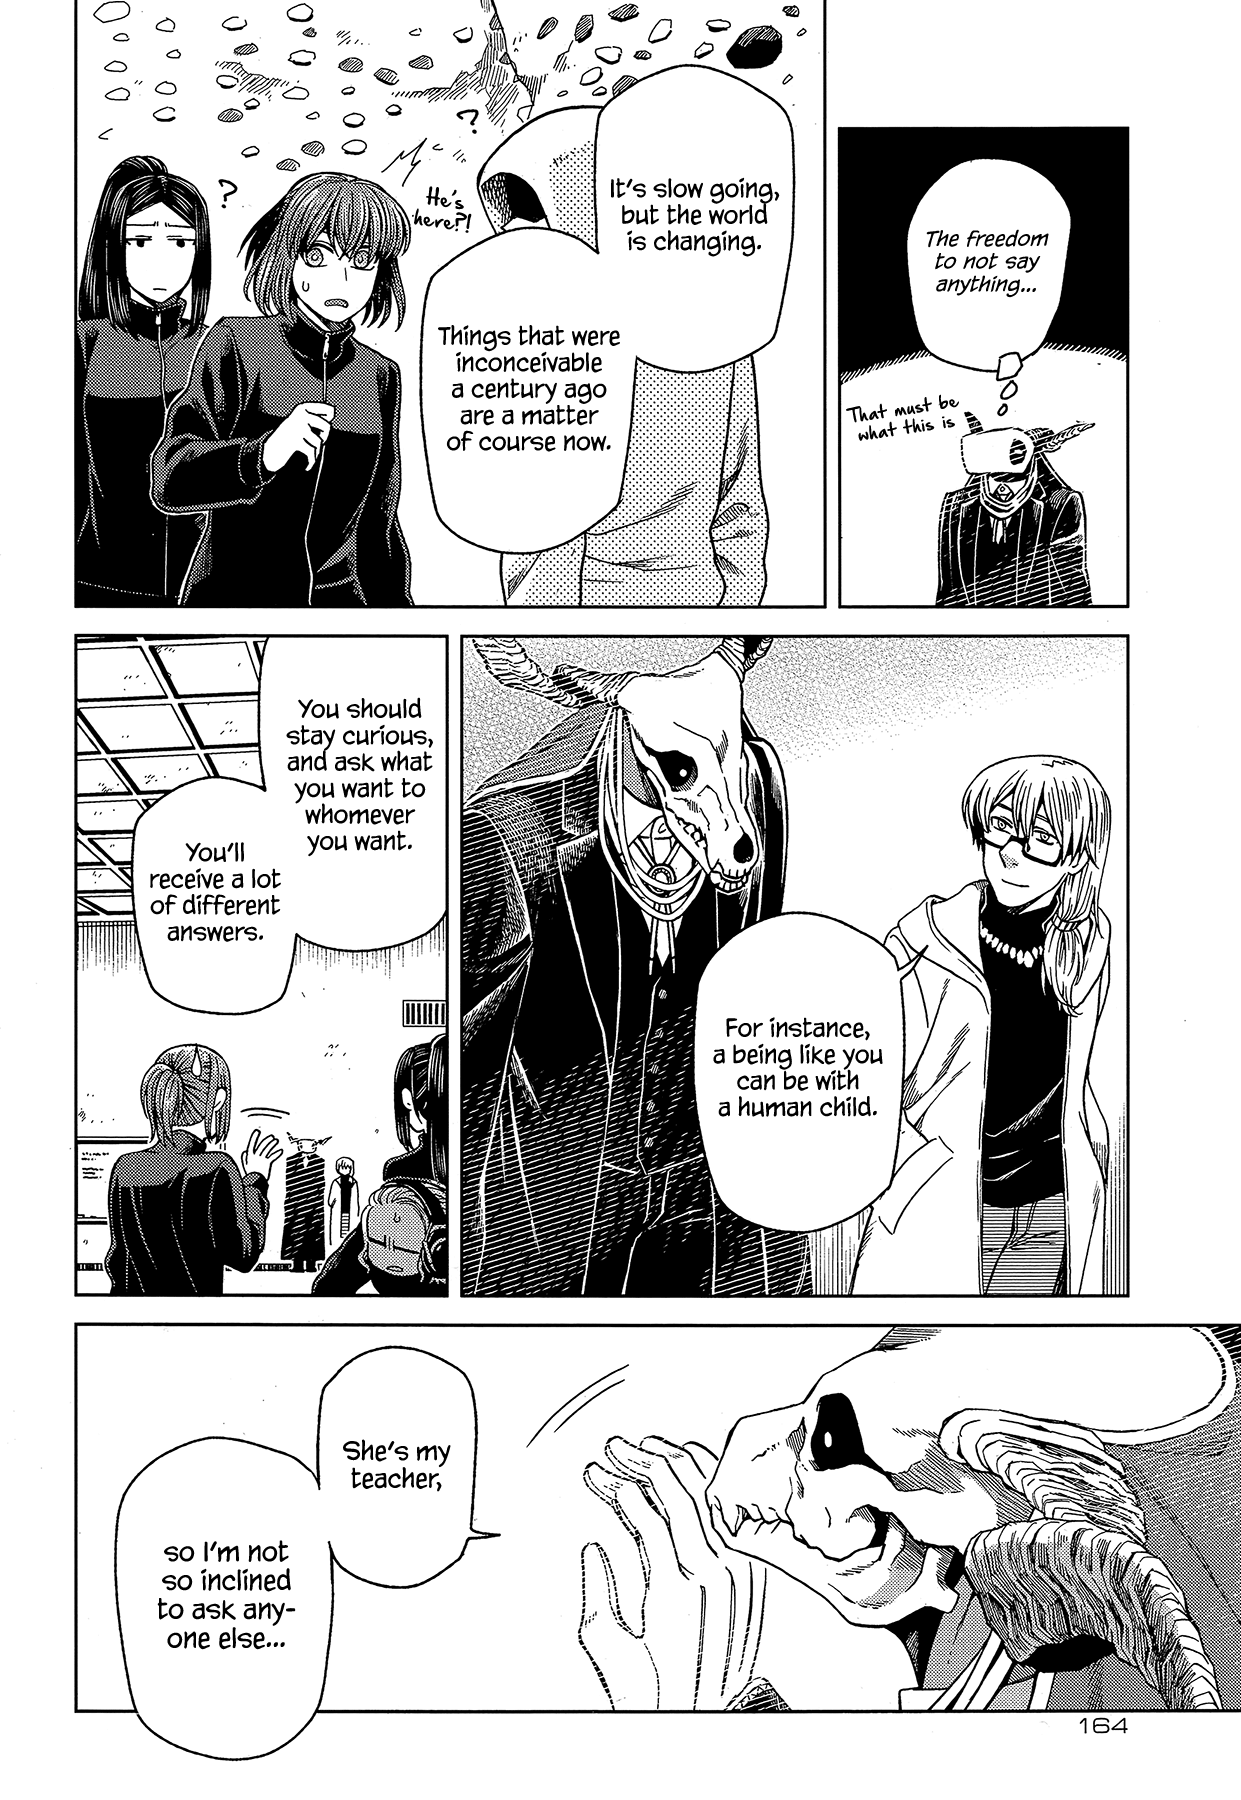 The freedom
to not say
anything...
That must be
what this is
It's slow going,
but the world
is changing.
Things that were
inconceivable
a century ago
are a matter
of course now.
He's
here?!
?
?
For instance,
a being like you
can be with
a human child.
You should
stay curious,
and ask what
you want to
whomever
you want.
You'll
receive a lot
of different
answers.
She's my
teacher,
so I'm not
so inclined
to ask any-
one else...
164